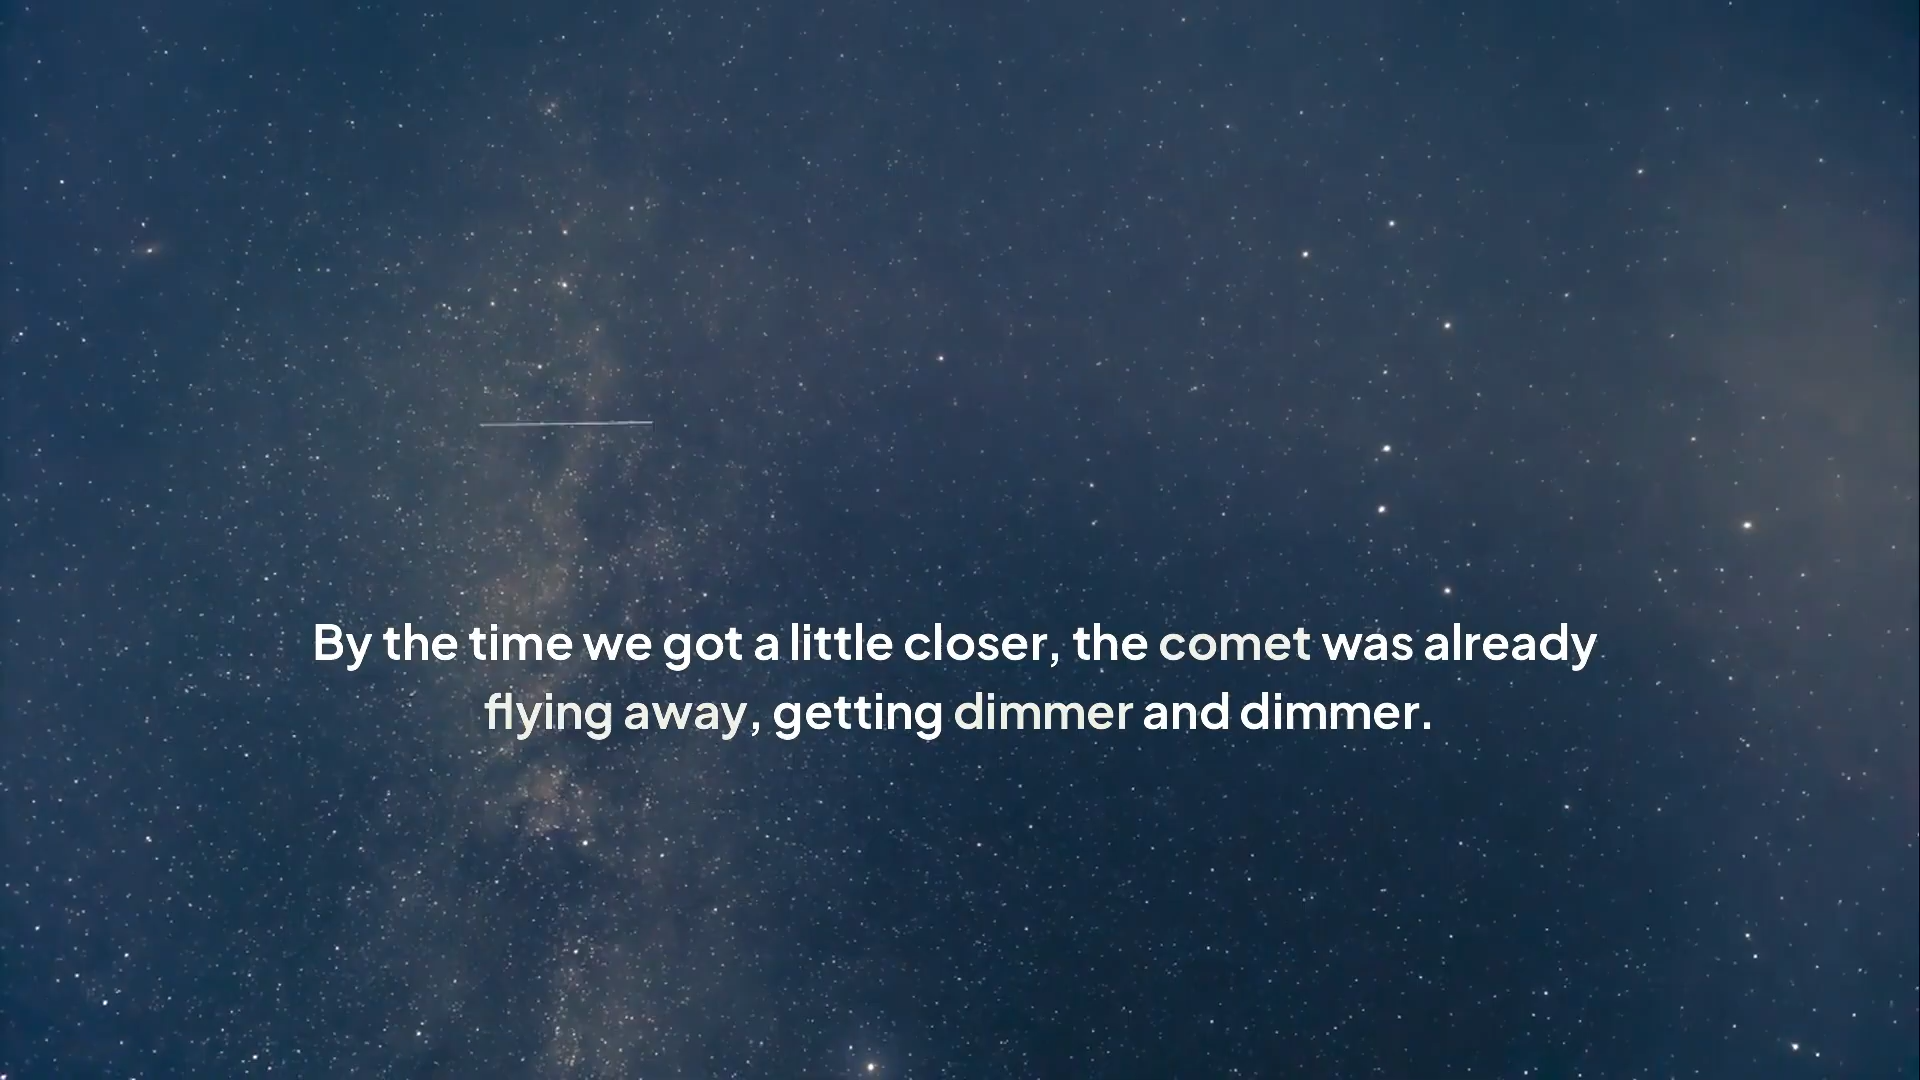 By the time we got a little closer, the comet was already
flying away, getting dimmer and dimmer.